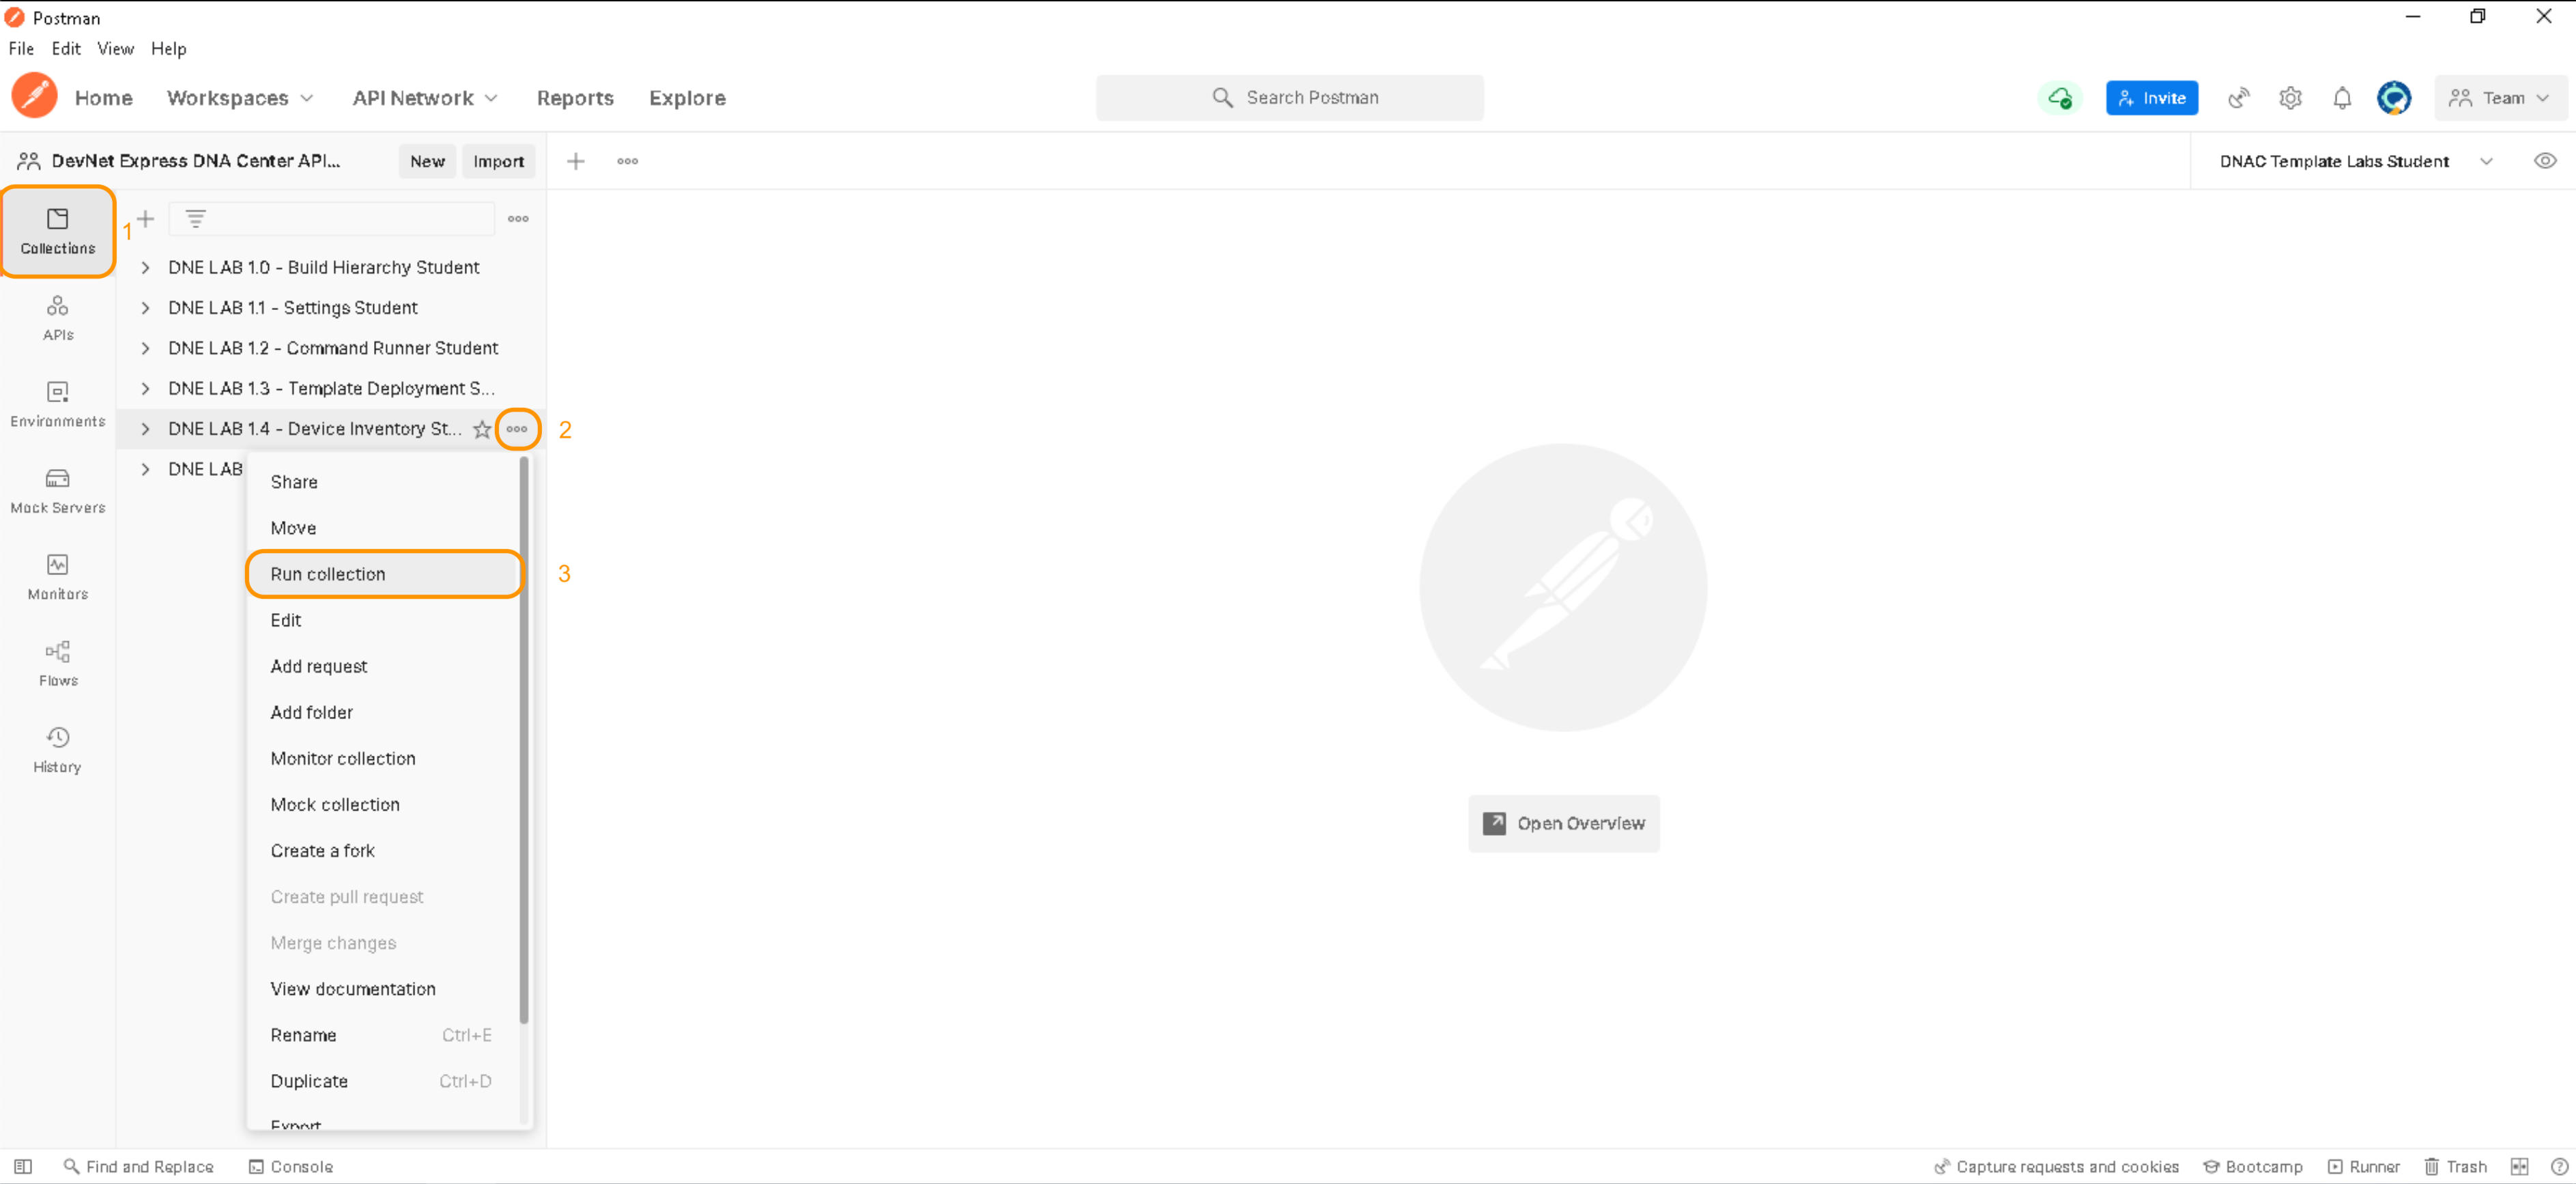 Postman
File Edit View Help
Home Workspaces API Network Reports Explore Search Postman Invite Team
DevNet Express DNA Center API... New Import DNAC Template Labs Student
Collections
1
DNE LAB 1.0 - Build Hierarchy Student
DNE LAB 1.1 - Settings Student
DNE LAB 1.2 - Command Runner Student
DNE LAB 1.3 - Template Deployment S...
DNE LAB 1.4 - Device Inventory St... 2
DNE LAB
APIs
Environments
Mock Servers
Monitors
Flows
History
Share
Move
Run collection 3
Edit
Add request
Add folder
Monitor collection
Mock collection
Create a fork
Create pull request
Merge changes
View documentation
Rename Ctrl+E
Duplicate Ctrl+D
Export
Open Overview
Find and Replace Console Capture requests and cookies Bootcamp Runner Trash